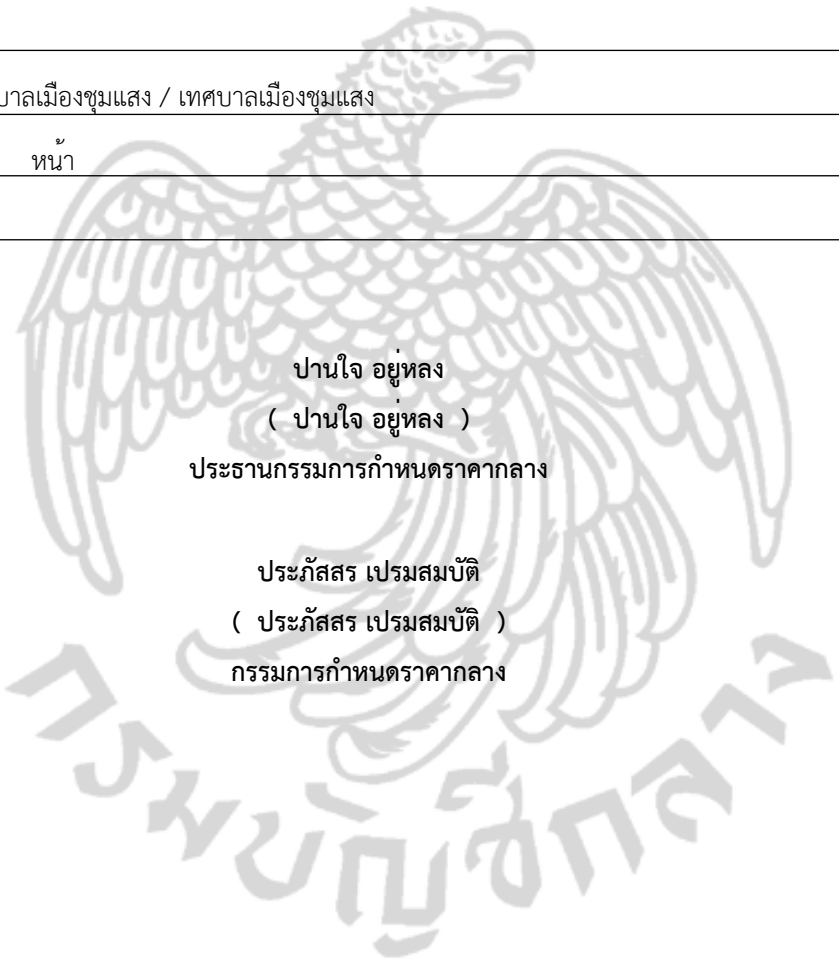 บาลเมืองชุมแสง / เทศบาลเมืองชุมแสง
หน้า
ปานใจ อยู่หลง
( ปานใจ อยู่หลง )
ประธานกรรมการกำหนดราคากลาง
ประภัสสร เปรมสมบัติ
( ประภัสสร เปรมสมบัติ )
กรรมการกำหนดราคากลาง
กรมบัญชีกลาง